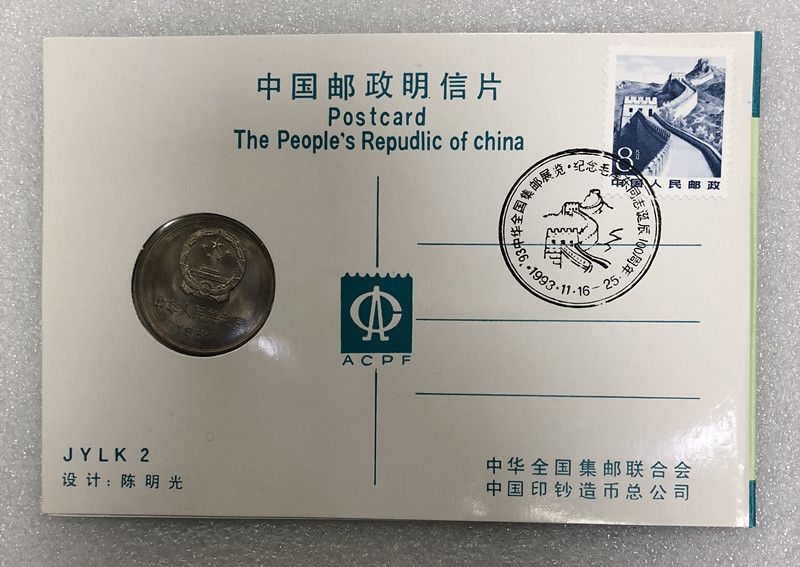 中国邮政明信片
Postcard
The People's Repudlic of china
8分
中国人民邮政
'93中华全国集邮展览·纪念毛泽东同志诞辰100周年·
1993·11·16－25·
中华人民共和国
ACPF
JYLK 2
设计：陈明光
中华全国集邮联合会
中国印钞造币总公司